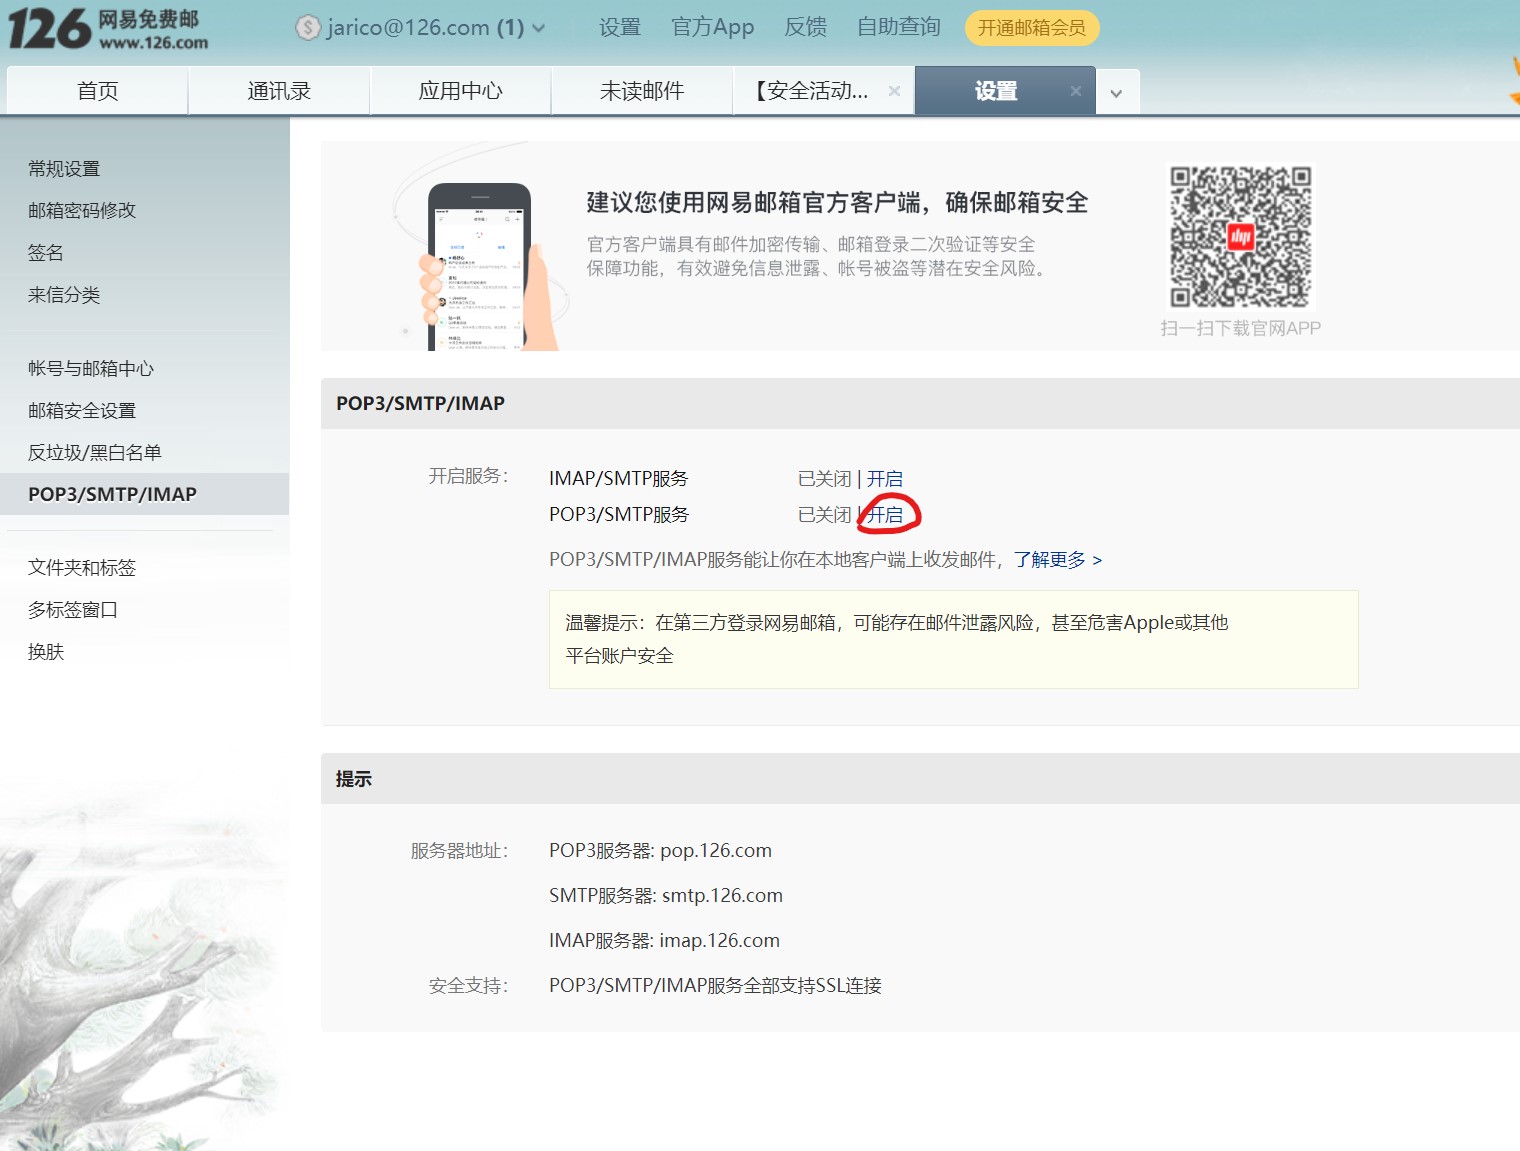 126 网易免费邮
www.126.com
jarico@126.com (1)
设置 官方App 反馈 自助查询 开通邮箱会员
首页 通讯录 应用中心 未读邮件 【安全活动... 设置
常规设置
邮箱密码修改
签名
来信分类
帐号与邮箱中心
邮箱安全设置
反垃圾/黑白名单
POP3/SMTP/IMAP
文件夹和标签
多标签窗口
换肤
建议您使用网易邮箱官方客户端，确保邮箱安全
官方客户端具有邮件加密传输、邮箱登录二次验证等安全
保障功能，有效避免信息泄露、帐号被盗等潜在安全风险。
扫一扫下载官网APP
POP3/SMTP/IMAP
开启服务： IMAP/SMTP服务 已关闭 | 开启
POP3/SMTP服务 已关闭 | 开启
POP3/SMTP/IMAP服务能让你在本地客户端上收发邮件，了解更多 >
温馨提示：在第三方登录网易邮箱，可能存在邮件泄露风险，甚至危害Apple或其他
平台账户安全
提示
服务器地址： POP3服务器: pop.126.com
SMTP服务器: smtp.126.com
IMAP服务器: imap.126.com
安全支持： POP3/SMTP/IMAP服务全部支持SSL连接